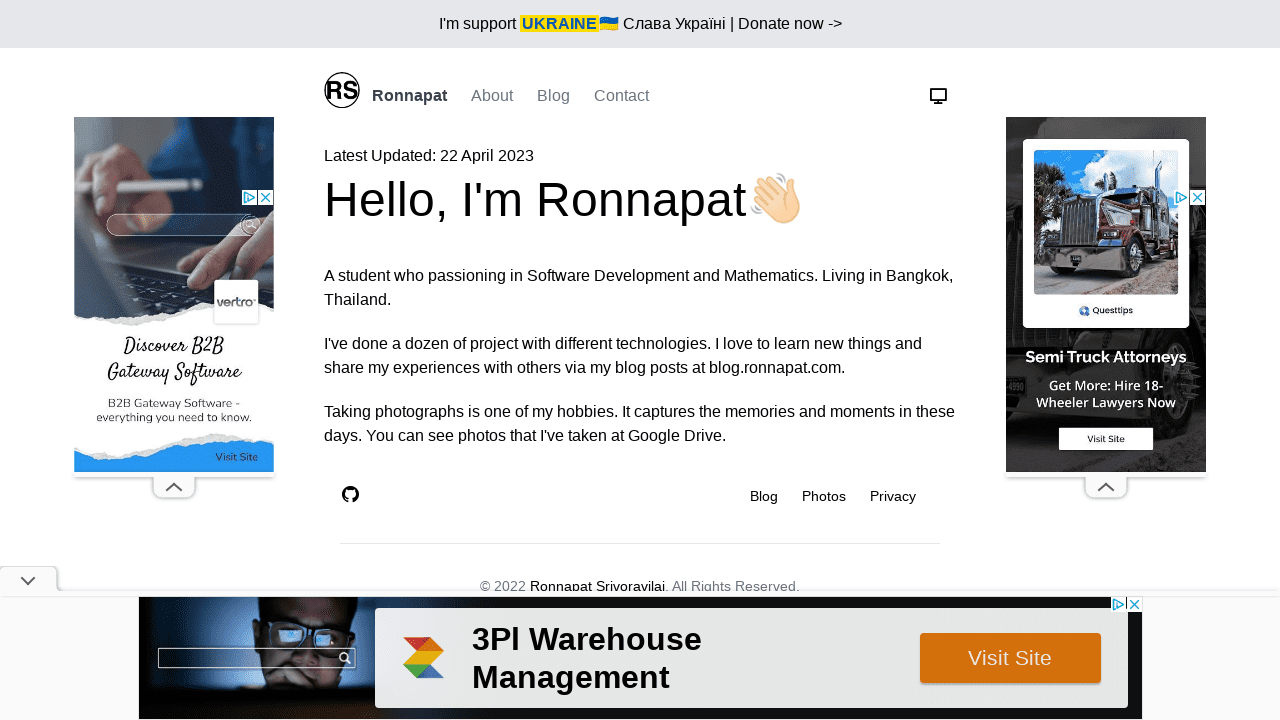 I'm support UKRAINE🇺🇦 Слава Україні | Donate now ->
RS Ronnapat About Blog Contact
Latest Updated: 22 April 2023
Hello, I'm Ronnapat👋🏻
A student who passioning in Software Development and Mathematics. Living in Bangkok,
Thailand.
I've done a dozen of project with different technologies. I love to learn new things and
share my experiences with others via my blog posts at blog.ronnapat.com.
Taking photographs is one of my hobbies. It captures the memories and moments in these
days. You can see photos that I've taken at Google Drive.
Blog Photos Privacy
© 2022 Ronnapat Srivoravilai. All Rights Reserved.
vertro
Discover B2B
Gateway Software
B2B Gateway Software -
everything you need to know.
Visit Site
Questtips
Semi Truck Attorneys
Get More: Hire 18-
Wheeler Lawyers Now
Visit Site
3Pl Warehouse
Management
Visit Site